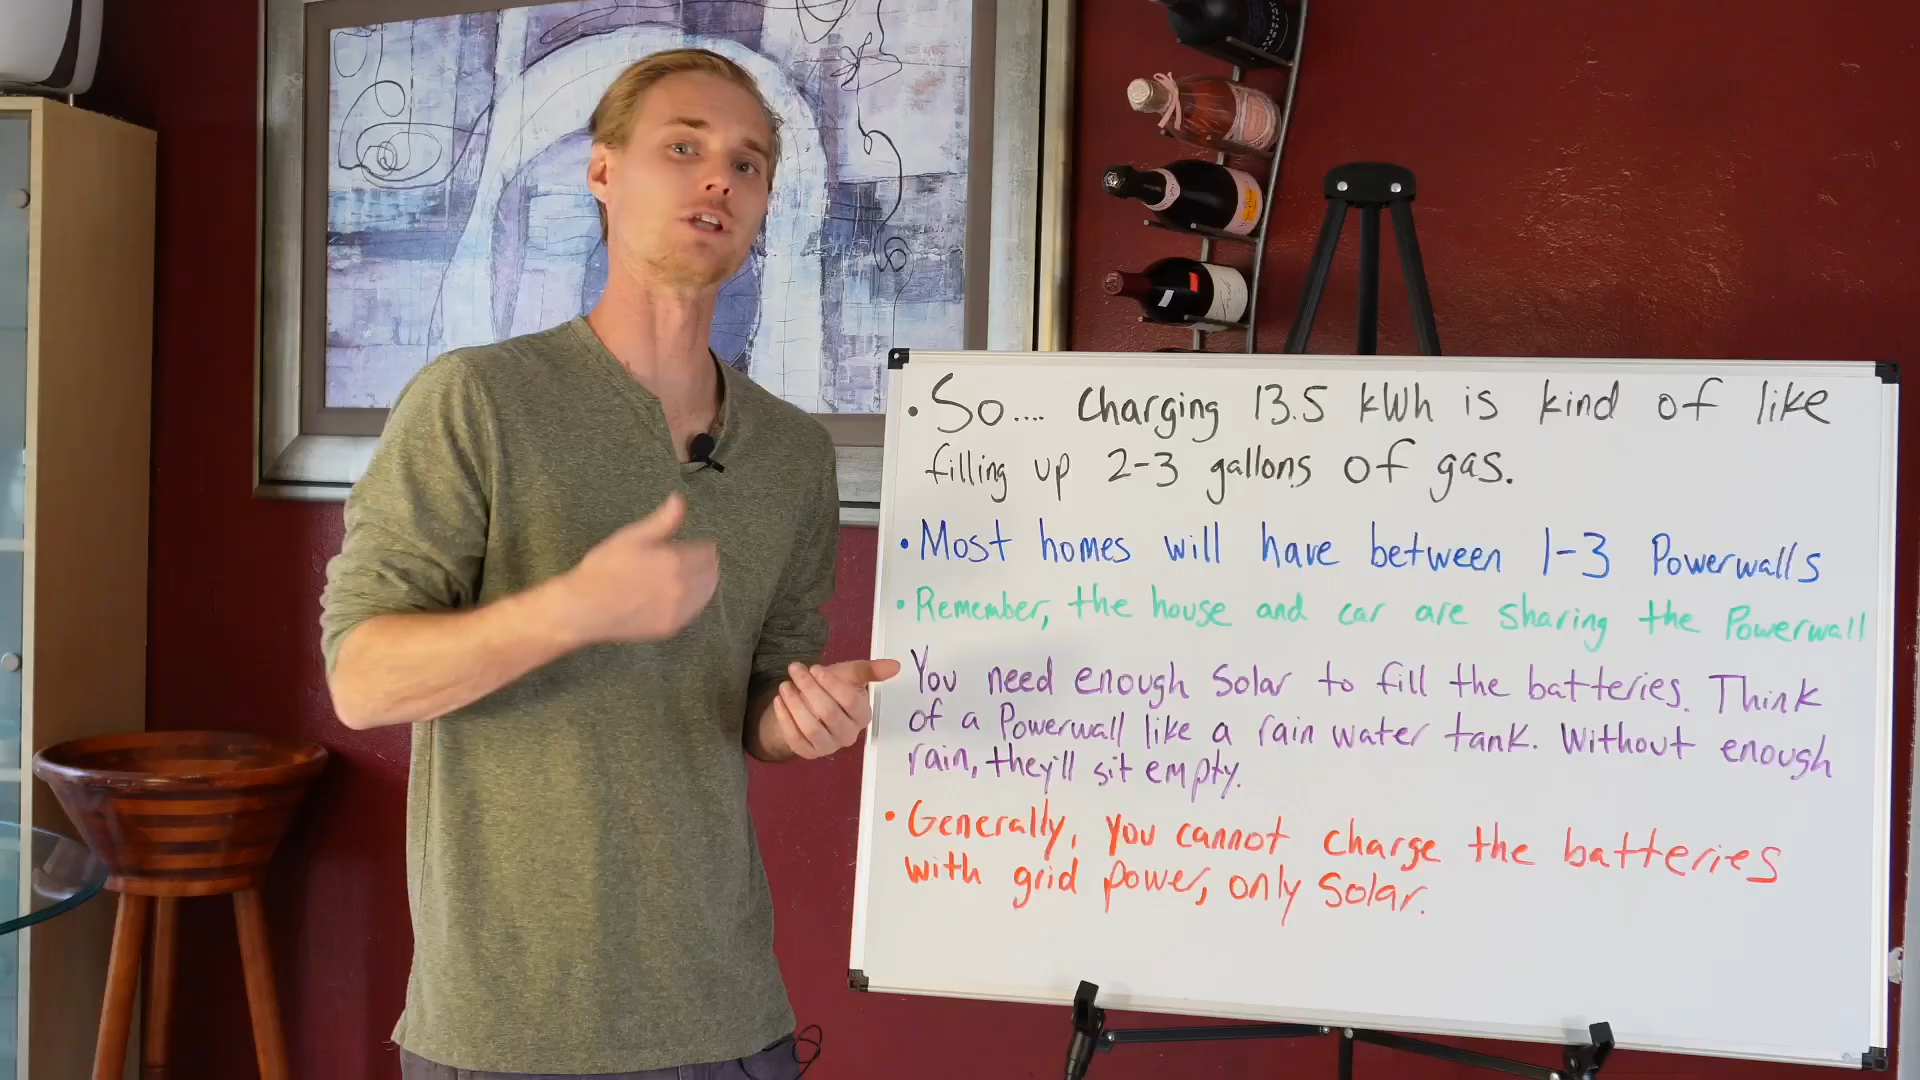 • So.... Charging 13.5 kWh is kind of like
filling up 2-3 gallons of gas.
• Most homes will have between 1-3 Powerwalls
• Remember, the house and car are sharing the Powerwall
You need enough Solar to fill the batteries. Think
of a Powerwall like a rain water tank. Without enough
rain, they'll sit empty.
• Generally, you cannot charge the batteries
with grid power, only Solar.